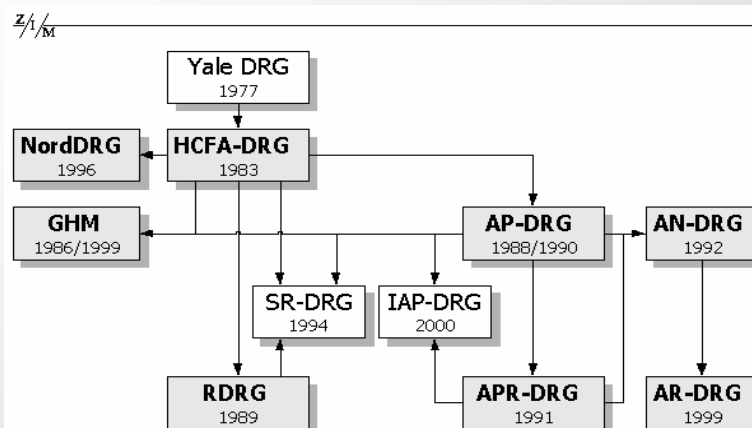 Z/I/M
Yale DRG
1977
NordDRG
1996
HCFA-DRG
1983
GHM
1986/1999
AP-DRG
1988/1990
AN-DRG
1992
SR-DRG
1994
IAP-DRG
2000
RDRG
1989
APR-DRG
1991
AR-DRG
1999